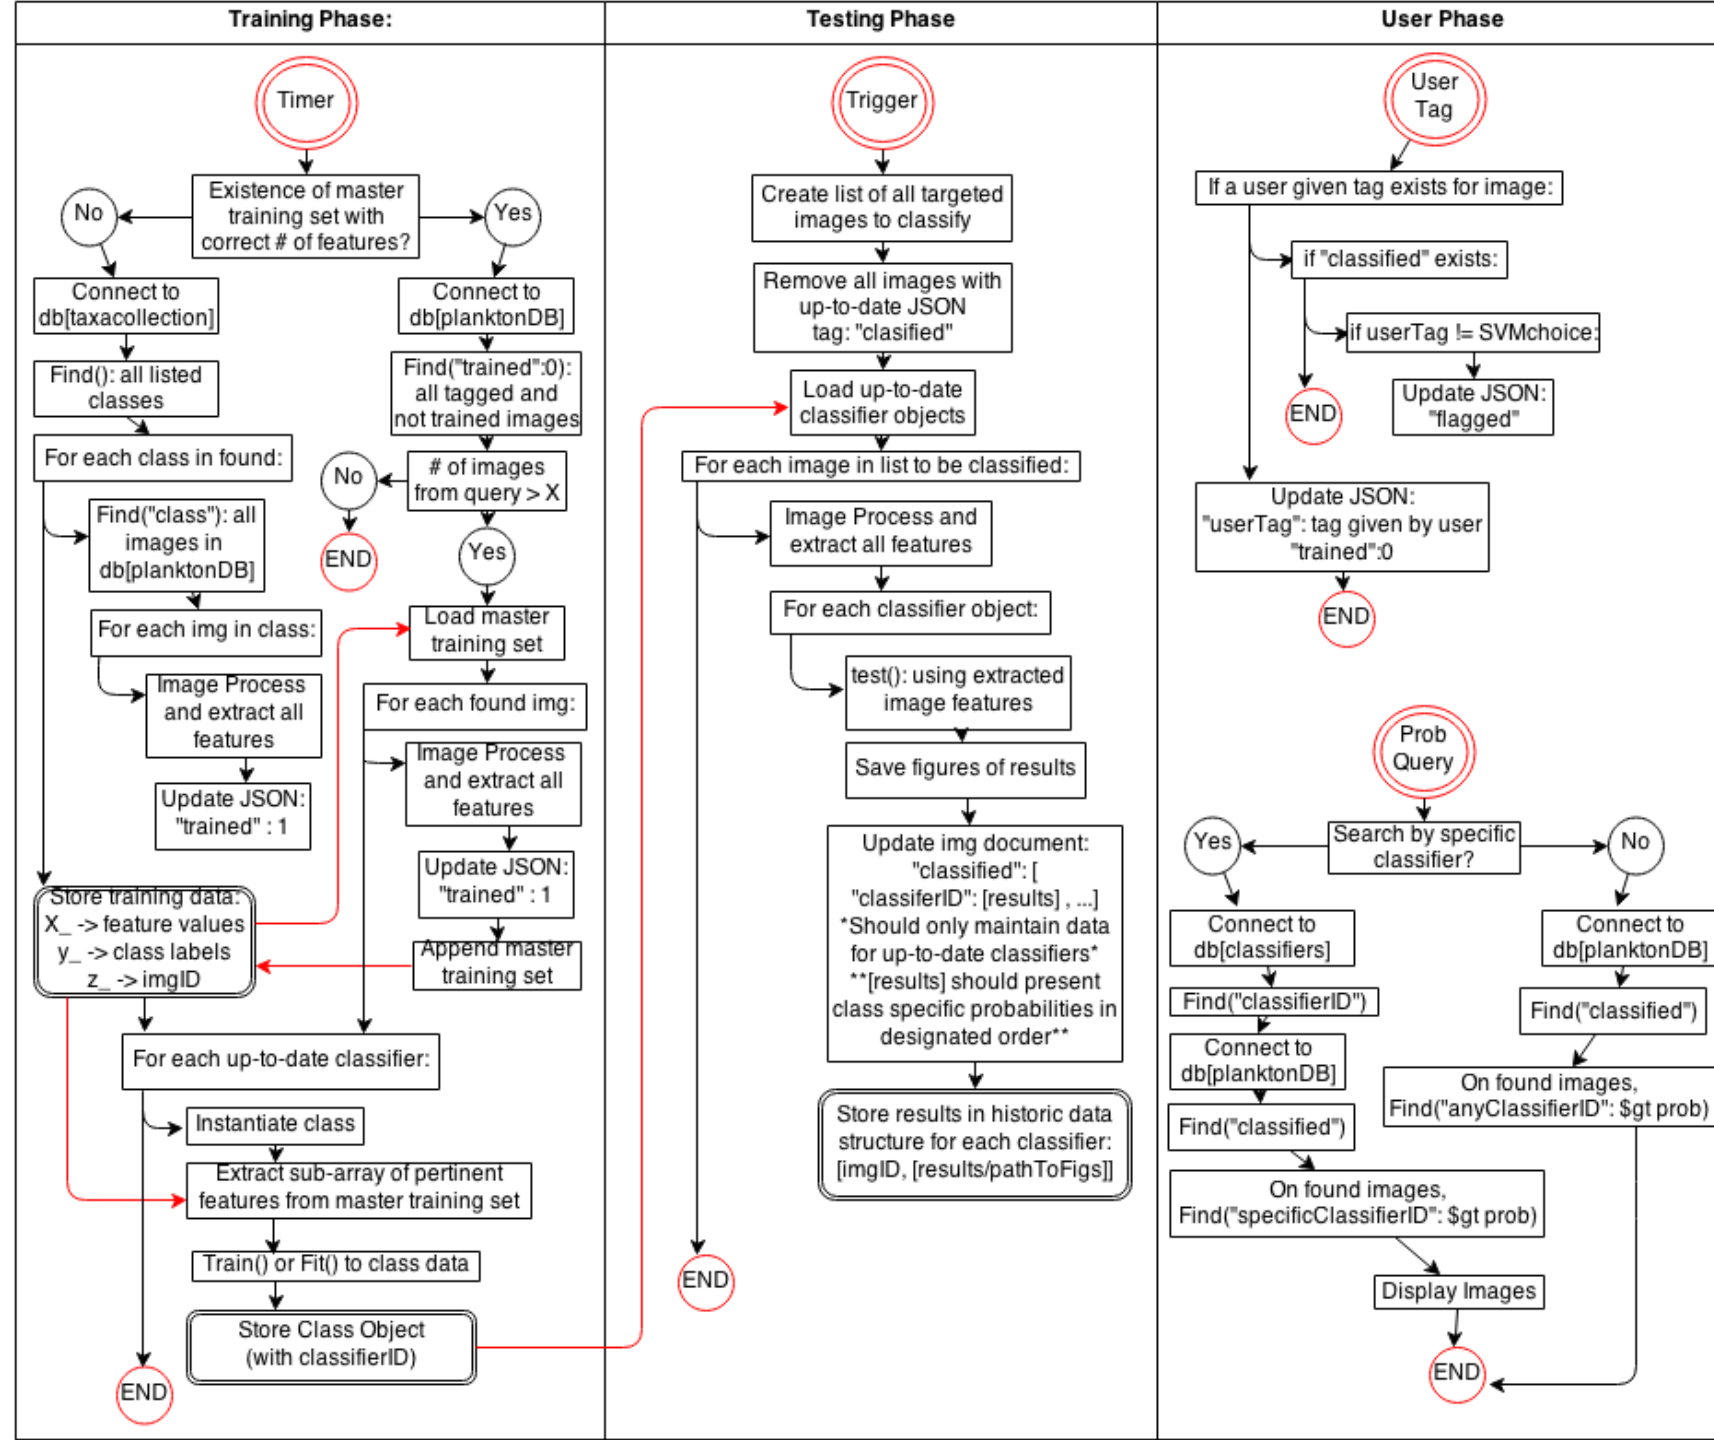 Training Phase:
Timer
Existence of master
training set with
correct # of features?
No
Yes
Connect to
db[taxacollection]
Find(): all listed
classes
For each class in found:
Find("class"): all
images in
db[planktonDB]
For each img in class:
Image Process
and extract all
features
Update JSON:
"trained" : 1
Connect to
db[planktonDB]
Find("trained":0):
all tagged and
not trained images
# of images
from query > X
No
END
Yes
Load master
training set
For each found img:
Image Process
and extract all
features
Update JSON:
"trained" : 1
Append master
training set
Store training data:
X_ -> feature values
y_ -> class labels
z_ -> imgID
For each up-to-date classifier:
Instantiate class
Extract sub-array of pertinent
features from master training set
Train() or Fit() to class data
Store Class Object
(with classifierID)
END
Testing Phase
Trigger
Create list of all targeted
images to classify
Remove all images with
up-to-date JSON
tag: "clasified"
Load up-to-date
classifier objects
For each image in list to be classified:
Image Process and
extract all features
For each classifier object:
test(): using extracted
image features
Save figures of results
Update img document:
"classified": [
"classiferID": [results] , ...]
*Should only maintain data
for up-to-date classifiers*
**[results] should present
class specific probabilities in
designated order**
Store results in historic data
structure for each classifier:
[imgID, [results/pathToFigs]]
END
User Phase
User
Tag
If a user given tag exists for image:
if "classified" exists:
if userTag != SVMchoice:
Update JSON:
"flagged"
END
Update JSON:
"userTag": tag given by user
"trained":0
END
Prob
Query
Search by specific
classifier?
Yes
No
Connect to
db[classifiers]
Find("classifierID")
Connect to
db[planktonDB]
Find("classified")
On found images,
Find("specificClassifierID": $gt prob)
Display Images
END
Connect to
db[planktonDB]
Find("classified")
On found images,
Find("anyClassifierID": $gt prob)